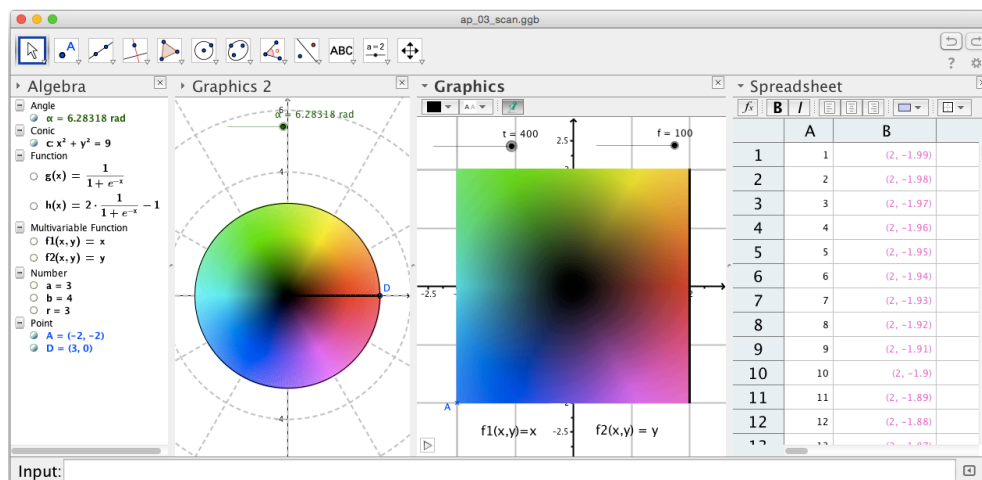 ap_03_scan.ggb
ABC
a=2
?
Algebra
Graphics 2
Graphics
Spreadsheet
Angle
α = 6.28318 rad
Conic
c: x² + y² = 9
Function
g(x) = 1 / (1 + e^-x)
h(x) = 2 · 1 / (1 + e^-x) − 1
Multivariable Function
f1(x, y) = x
f2(x, y) = y
Number
a = 3
b = 4
r = 3
Point
A = (-2, -2)
D = (3, 0)
α = 6.28318 rad
4
D
-4
t = 400
f = 100
2.5
-2.5
2
A
f1(x,y)=x
-2.5
f2(x,y) = y
fx B I
A B
1 1 (2, -1.99)
2 2 (2, -1.98)
3 3 (2, -1.97)
4 4 (2, -1.96)
5 5 (2, -1.95)
6 6 (2, -1.94)
7 7 (2, -1.93)
8 8 (2, -1.92)
9 9 (2, -1.91)
10 10 (2, -1.9)
11 11 (2, -1.89)
12 12 (2, -1.88)
Input: